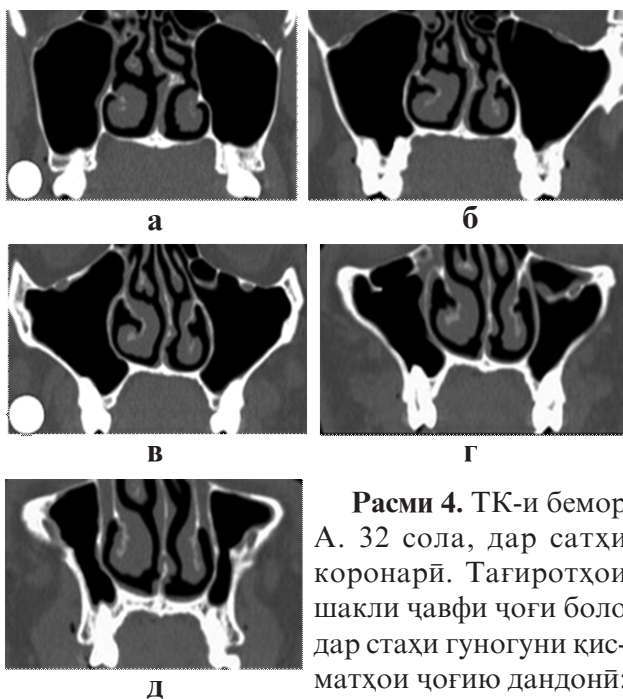 а
б
в
г
Расми 4. ТК-и бемор
А. 32 сола, дар сатҳи
коронарӣ. Тағиротҳои
шакли ҷавфи ҷоғи боло
дар стаҳи гуногуни қис-
матҳои ҷоғию дандонӣ:
д